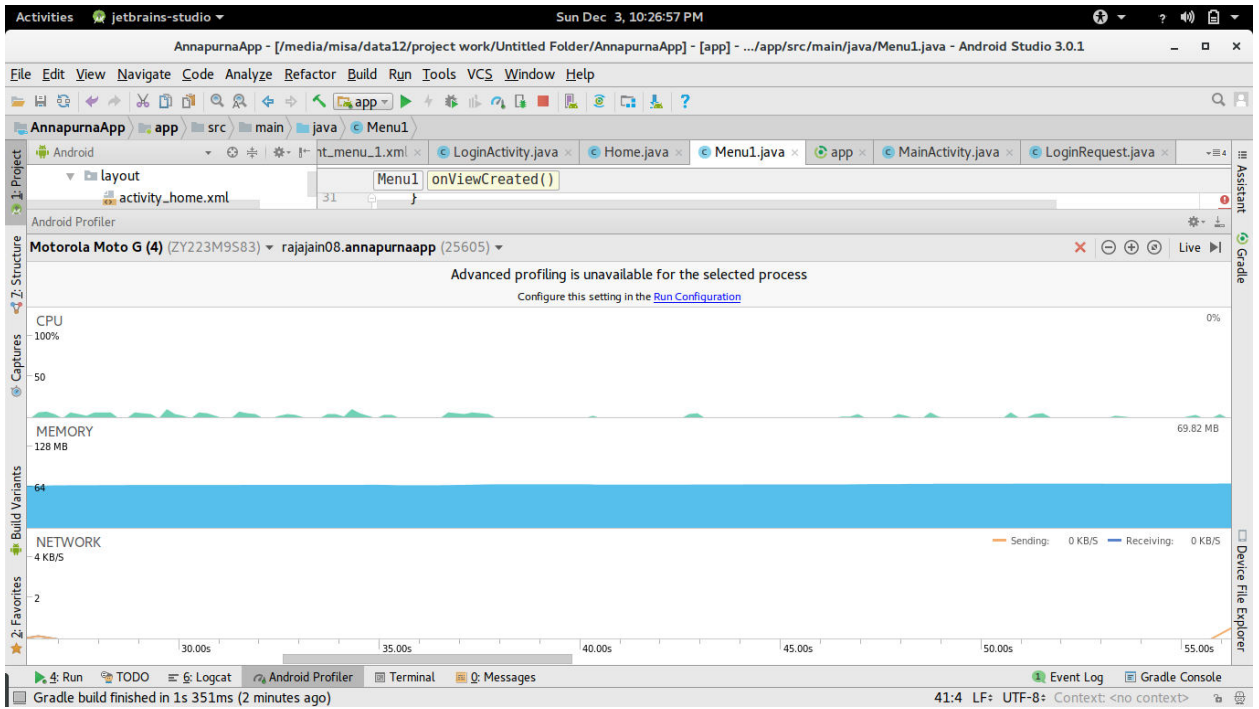 Activities jetbrains-studio Sun Dec 3, 10:26:57 PM ?
AnnapurnaApp - [/media/misa/data12/project work/Untitled Folder/AnnapurnaApp] - [app] - .../app/src/main/java/Menu1.java - Android Studio 3.0.1
File Edit View Navigate Code Analyze Refactor Build Run Tools VCS Window Help
app ?
AnnapurnaApp app src main java C Menu1
1: Project
Android nt_menu_1.xml C LoginActivity.java C Home.java C Menu1.java app C MainActivity.java C LoginRequest.java 4
Assistant
layout Menu1 onViewCreated()
activity_home.xml 31 }
Android Profiler
Motorola Moto G (4) (ZY223M9S83) rajajain08.annapurnaapp (25605) Live
Z: Structure
Gradle
Advanced profiling is unavailable for the selected process
Configure this setting in the Run Configuration
CPU 0%
100%
50
Captures
MEMORY 69.82 MB
128 MB
64
Build Variants
NETWORK Sending: 0 KB/S Receiving: 0 KB/S
4 KB/S
2
2: Favorites
Device File Explorer
30.00s 35.00s 40.00s 45.00s 50.00s 55.00s
4: Run TODO 6: Logcat Android Profiler Terminal 0: Messages 1 Event Log Gradle Console
Gradle build finished in 1s 351ms (2 minutes ago) 41:4 LF÷ UTF-8÷ Context: <no context>